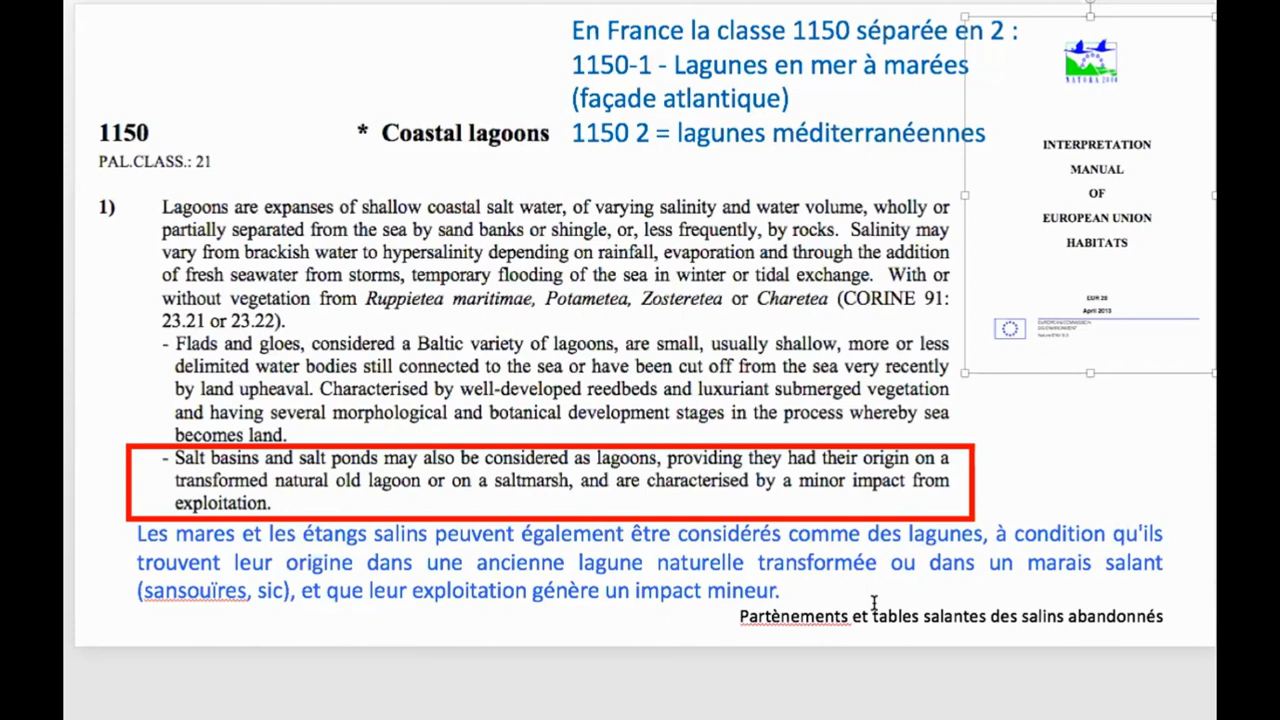 En France la classe 1150 séparée en 2 :
1150-1 - Lagunes en mer à marées
(façade atlantique)
1150 2 = lagunes méditerranéennes
1150
* Coastal lagoons
PAL.CLASS.: 21
1) Lagoons are expanses of shallow coastal salt water, of varying salinity and water volume, wholly or
partially separated from the sea by sand banks or shingle, or, less frequently, by rocks. Salinity may
vary from brackish water to hypersalinity depending on rainfall, evaporation and through the addition
of fresh seawater from storms, temporary flooding of the sea in winter or tidal exchange. With or
without vegetation from Ruppietea maritimae, Potametea, Zosteretea or Charetea (CORINE 91:
23.21 or 23.22).
- Flads and gloes, considered a Baltic variety of lagoons, are small, usually shallow, more or less
delimited water bodies still connected to the sea or have been cut off from the sea very recently
by land upheaval. Characterised by well-developed reedbeds and luxuriant submerged vegetation
and having several morphological and botanical development stages in the process whereby sea
becomes land.
- Salt basins and salt ponds may also be considered as lagoons, providing they had their origin on a
transformed natural old lagoon or on a saltmarsh, and are characterised by a minor impact from
exploitation.
Les mares et les étangs salins peuvent également être considérés comme des lagunes, à condition qu'ils
trouvent leur origine dans une ancienne lagune naturelle transformée ou dans un marais salant
(sansouïres, sic), et que leur exploitation génère un impact mineur.
Partènements et tables salantes des salins abandonnés
NATURA 2000
INTERPRETATION
MANUAL
OF
EUROPEAN UNION
HABITATS
EUR 28
April 2013
EUROPEAN COMMISSION
DG ENVIRONMENT